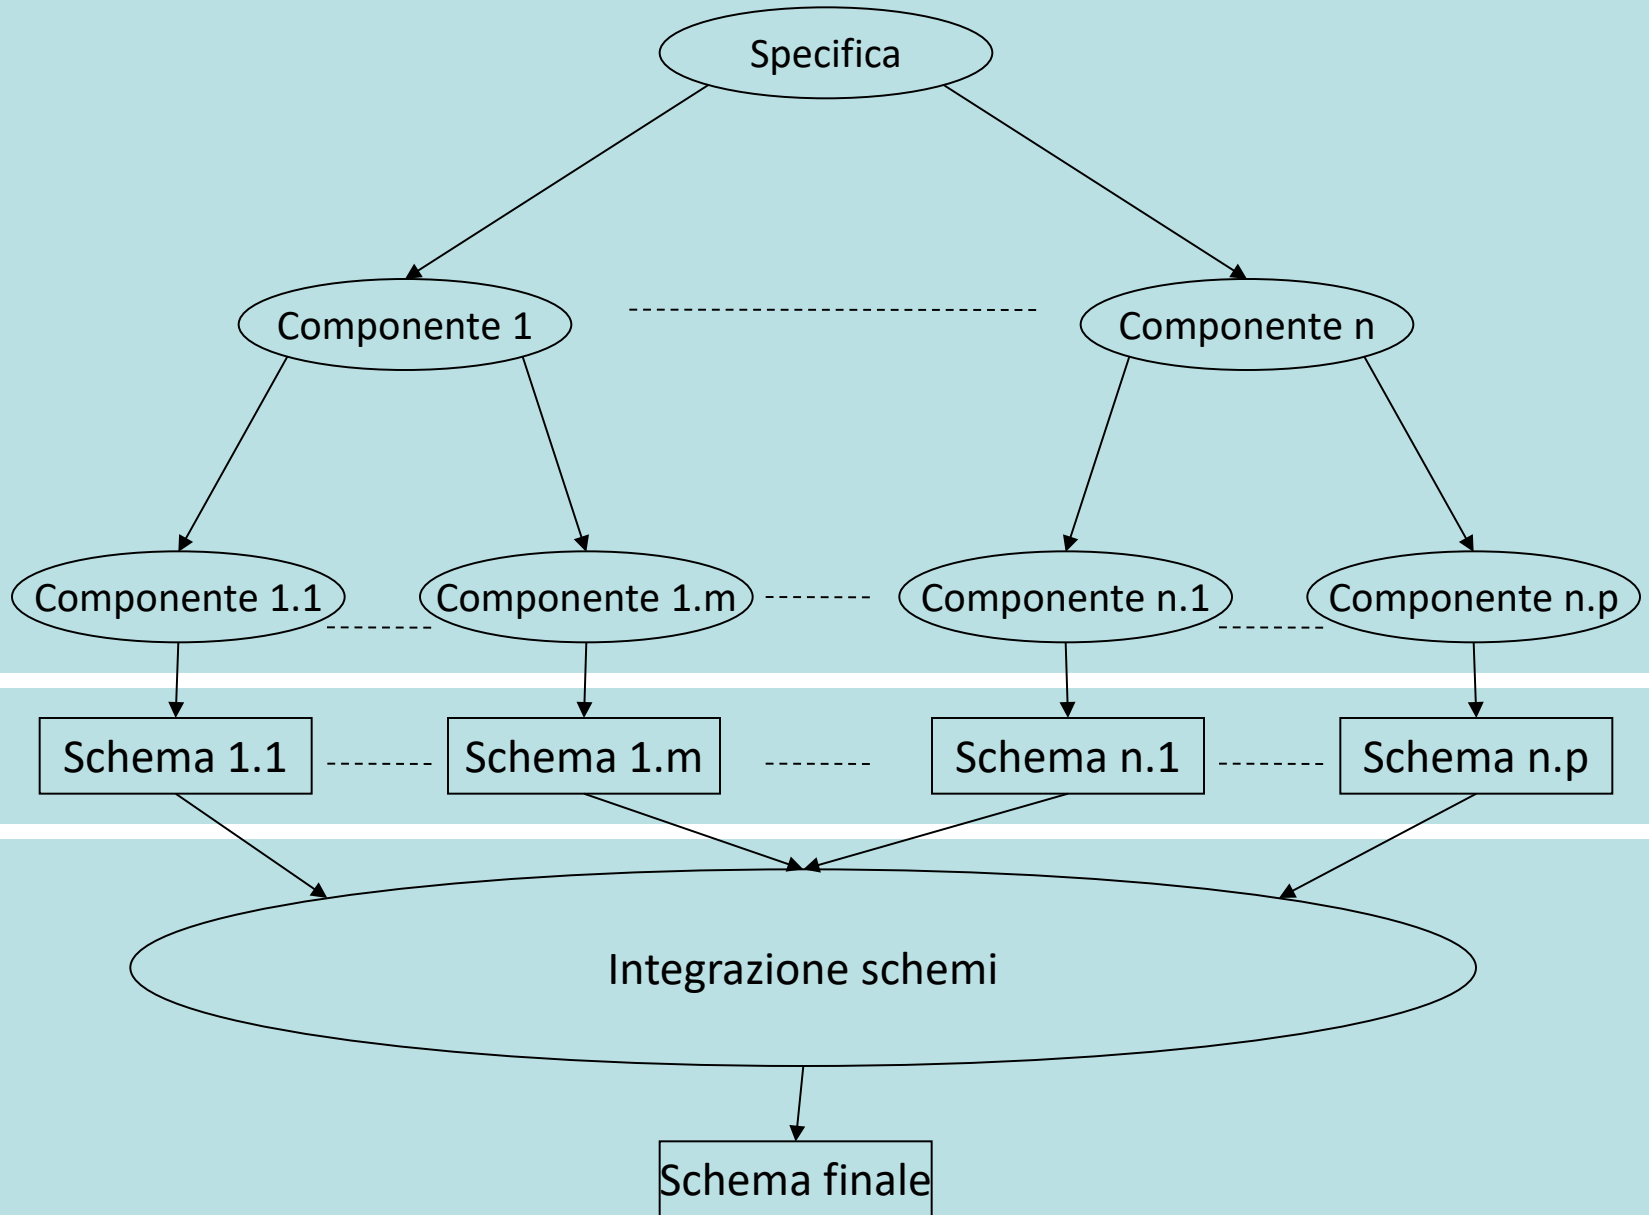 Specifica
Componente 1
Componente n
Componente 1.1
Componente 1.m
Componente n.1
Componente n.p
Schema 1.1
Schema 1.m
Schema n.1
Schema n.p
Integrazione schemi
Schema finale